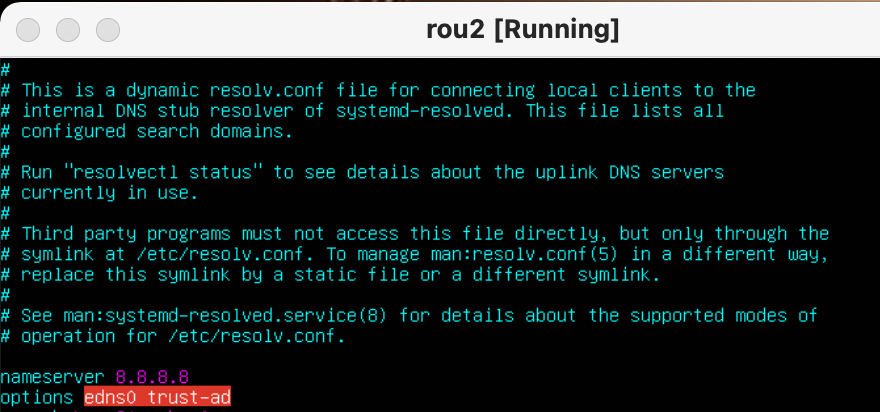 rou2 [Running]
#
# This is a dynamic resolv.conf file for connecting local clients to the
# internal DNS stub resolver of systemd-resolved. This file lists all
# configured search domains.
#
# Run "resolvectl status" to see details about the uplink DNS servers
# currently in use.
#
# Third party programs must not access this file directly, but only through the
# symlink at /etc/resolv.conf. To manage man:resolv.conf(5) in a different way,
# replace this symlink by a static file or a different symlink.
#
# See man:systemd-resolved.service(8) for details about the supported modes of
# operation for /etc/resolv.conf.
nameserver 8.8.8.8
options edns0 trust-ad